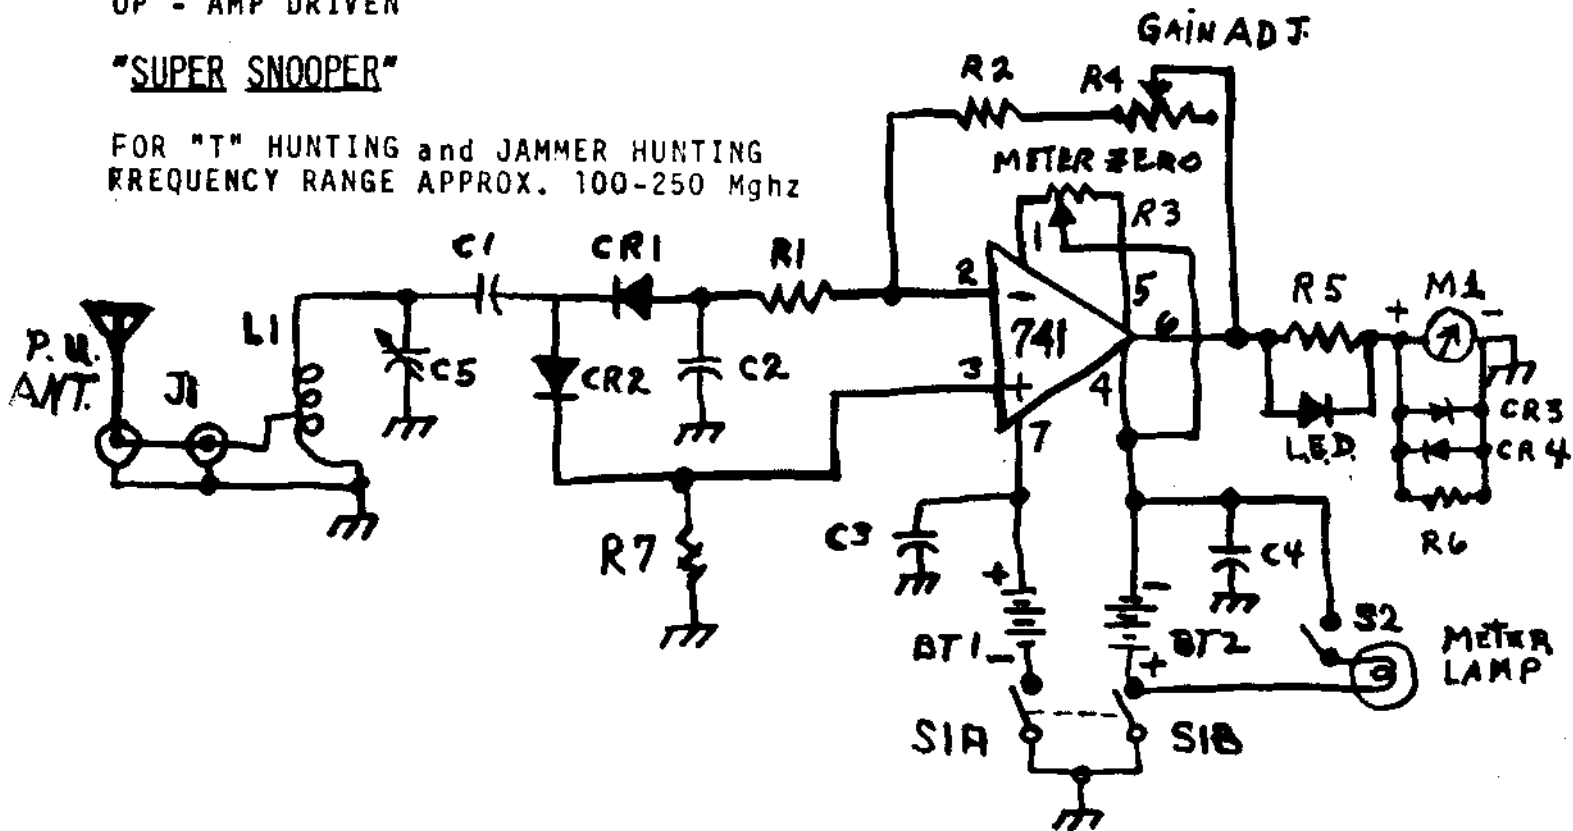 OP - AMP DRIVEN
"SUPER SNOOPER"
FOR "T" HUNTING and JAMMER HUNTING
FREQUENCY RANGE APPROX. 100-250 Mghz
GAIN ADJ.
R2
R4
METER ZERO
R3
1
C1
CR1
R1
2
-
741
3
+
5
6
4
7
R5
+
M1
-
P.U.
ANT.
J1
L1
C5
CR2
C2
L.E.D.
CR3
CR4
R6
R7
C3
C4
+
BT1
-
-
BT2
+
S2
METER
LAMP
S1A
S1B